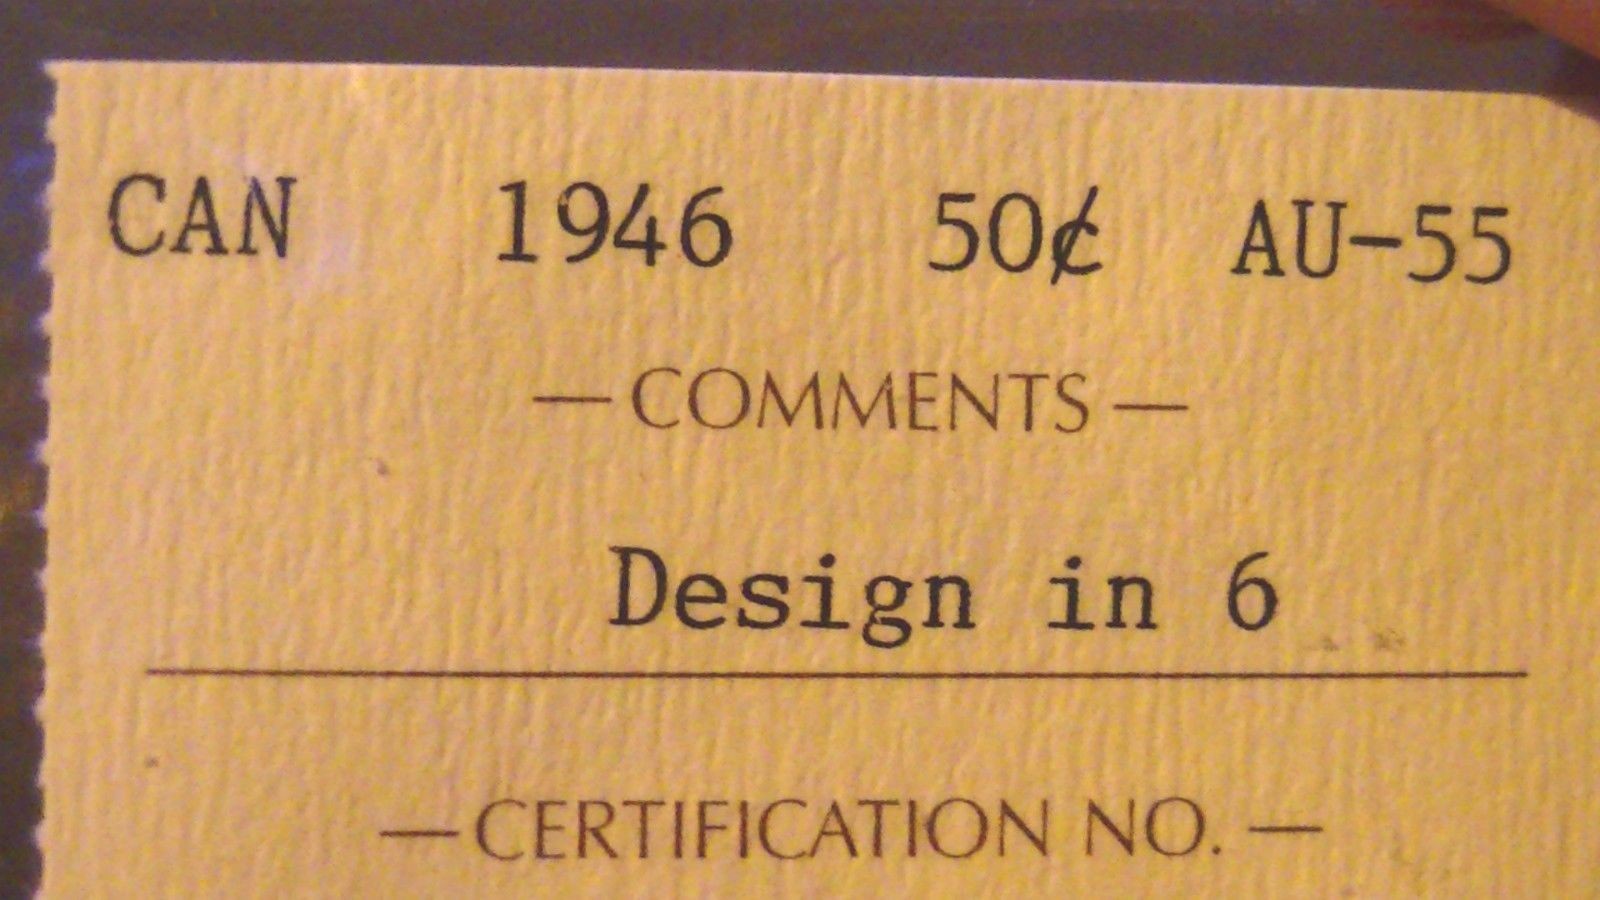 CAN 1946 50¢ AU-55
—COMMENTS—
Design in 6
—CERTIFICATION NO.—